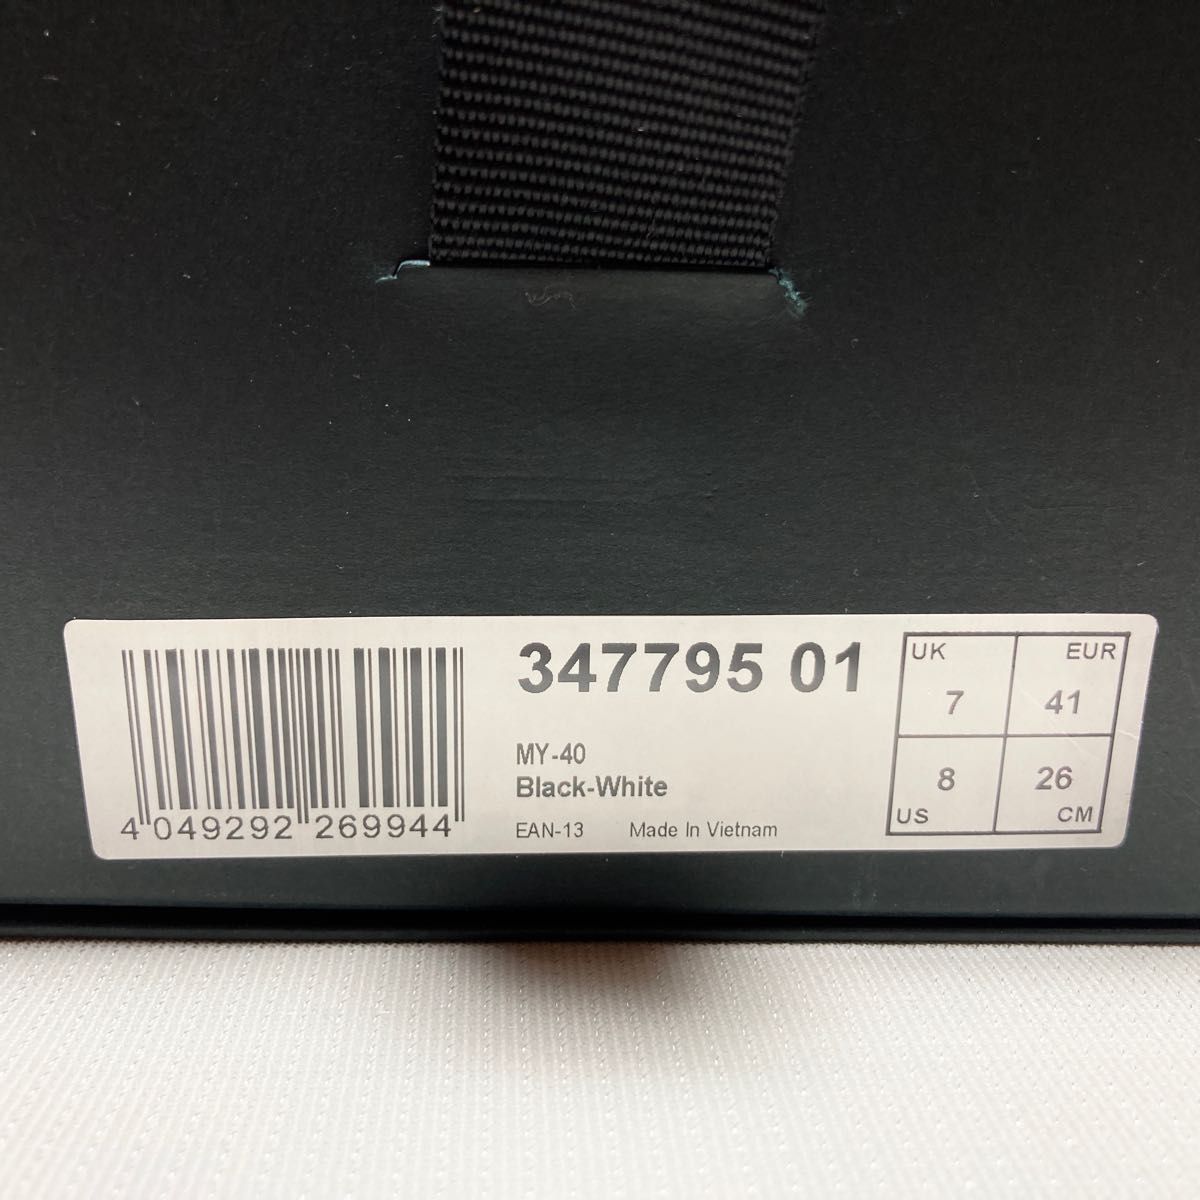 347795 01
MY-40
Black-White
EAN-13 Made In Vietnam
4 049292 269944
UK EUR
7 41
8 26
US CM